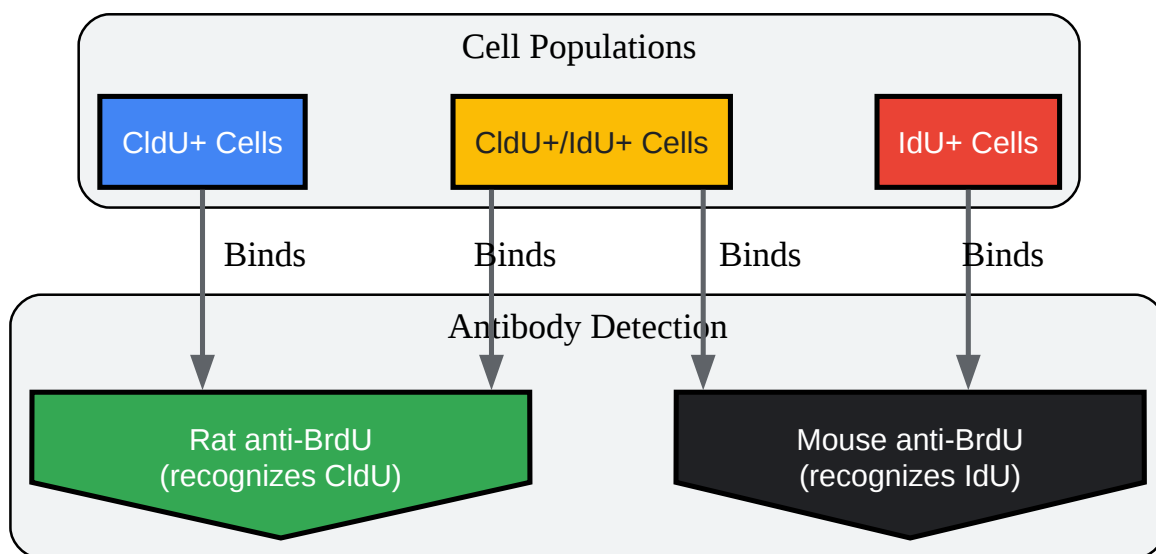 Cell Populations
CldU+ Cells
CldU+/IdU+ Cells
IdU+ Cells
Binds
Binds
Binds
Binds
Antibody Detection
Rat anti-BrdU
(recognizes CldU)
Mouse anti-BrdU
(recognizes IdU)